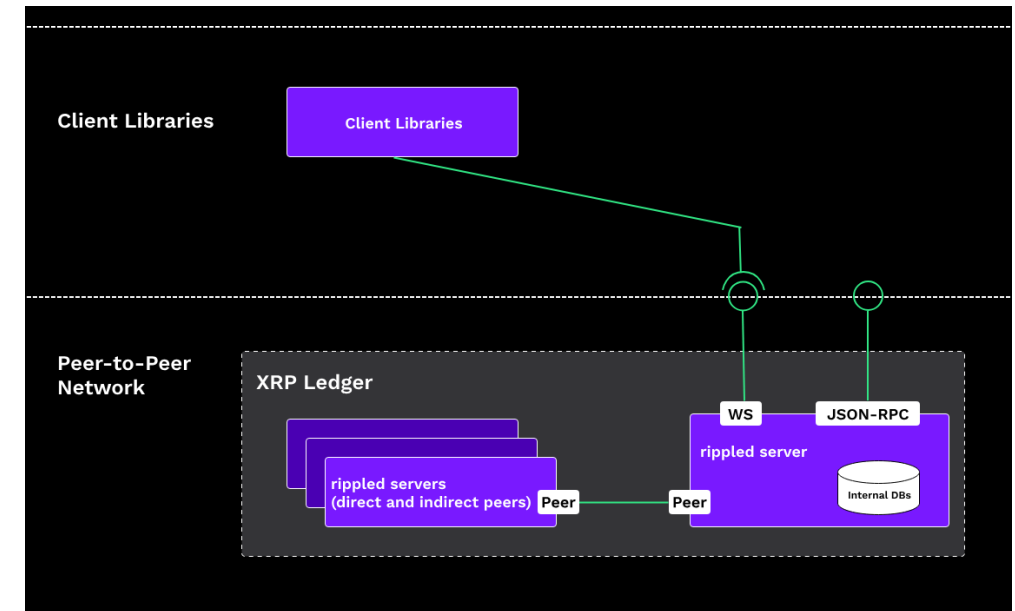 Client Libraries
Client Libraries
Peer-to-Peer
Network
XRP Ledger
WS
JSON-RPC
rippled server
rippled servers
(direct and indirect peers)
Peer
Peer
Internal DBs